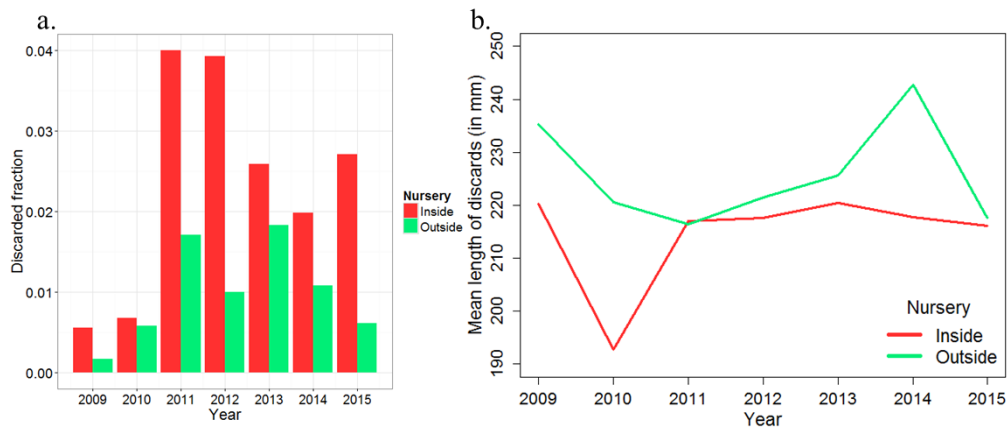 a.
Discarded fraction
0.04
0.03
0.02
0.01
0.00
2009 2010 2011 2012 2013 2014 2015
Year
Nursery
Inside
Outside
b.
Mean length of discards (in mm)
250
240
230
220
210
200
190
2009 2010 2011 2012 2013 2014 2015
Year
Nursery
Inside
Outside